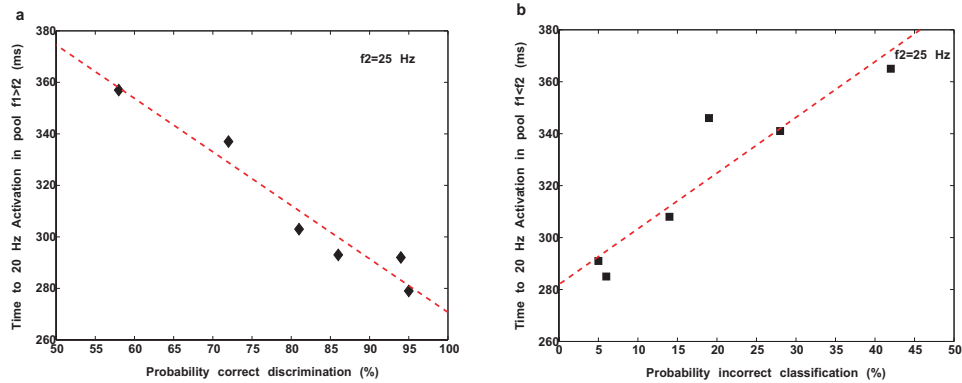 a
Time to 20 Hz Activation in pool f1>f2 (ms)
380
360
340
320
300
280
260
f2=25 Hz
50 55 60 65 70 75 80 85 90 95 100
Probability correct discrimination (%)
b
Time to 20 Hz Activation in pool f1<f2 (ms)
380
360
340
320
300
280
260
f2=25 Hz
0 5 10 15 20 25 30 35 40 45 50
Probability incorrect classification (%)